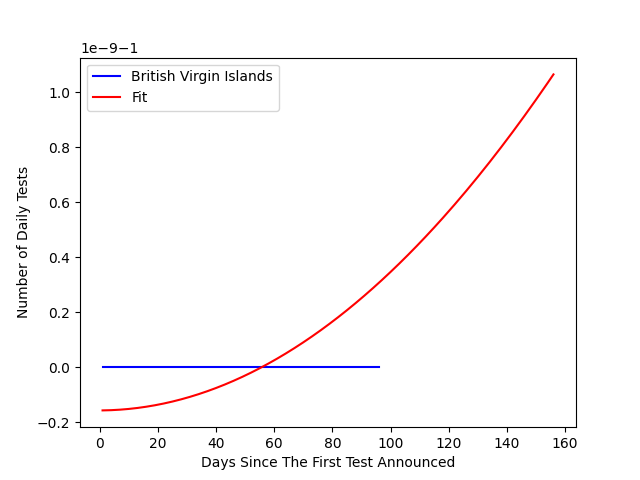 1e−9−1
British Virgin Islands
Fit
1.0
0.8
0.6
0.4
0.2
0.0
−0.2
Number of Daily Tests
0 20 40 60 80 100 120 140 160
Days Since The First Test Announced